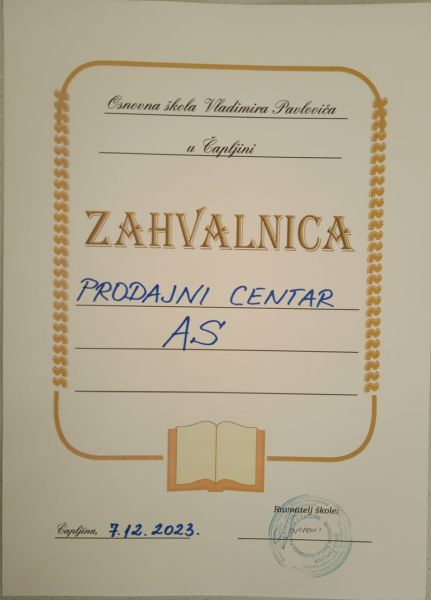 Osnovna škola Vladimira Pavlovića
u Čapljini
ZAHVALNICA
PRODAJNI CENTAR
AS
Ravnatelj škole:
Čapljina, 7.12.2023.